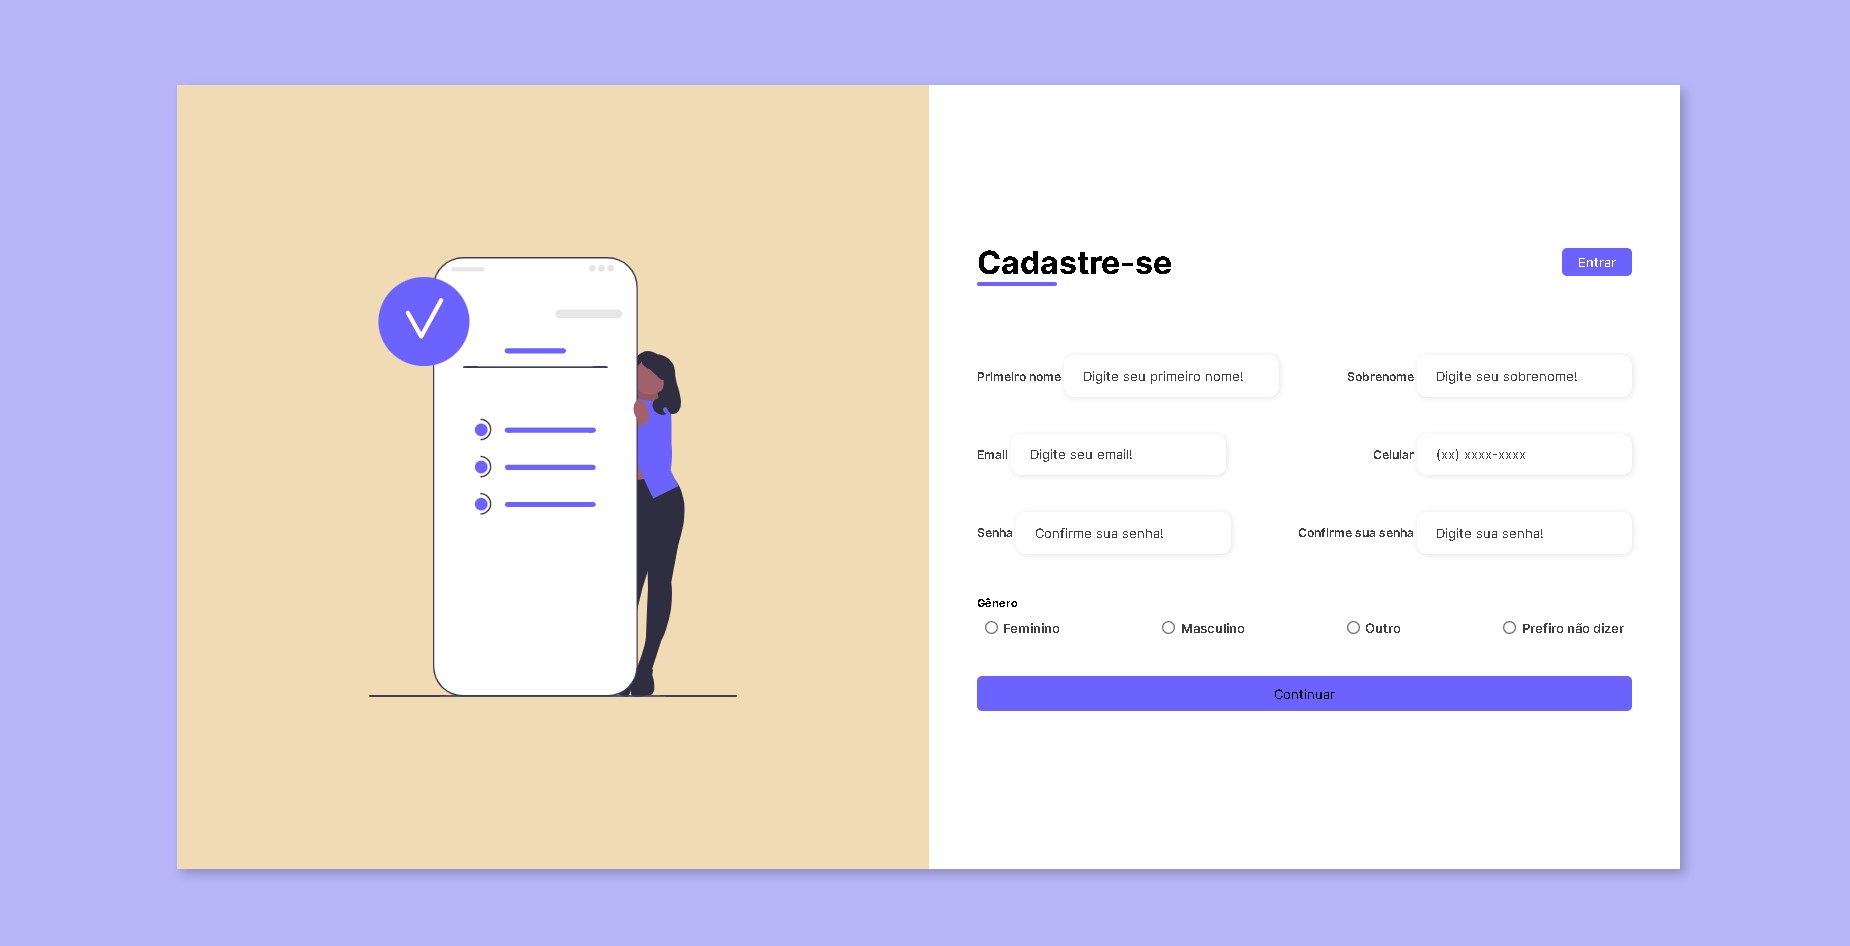 Cadastre-se
Entrar
Primeiro nome Digite seu primeiro nome! Sobrenome Digite seu sobrenome!
Email Digite seu email! Celular (xx) xxxx-xxxx
Senha Confirme sua senha! Confirme sua senha Digite sua senha!
Gênero
Feminino Masculino Outro Prefiro não dizer
Continuar